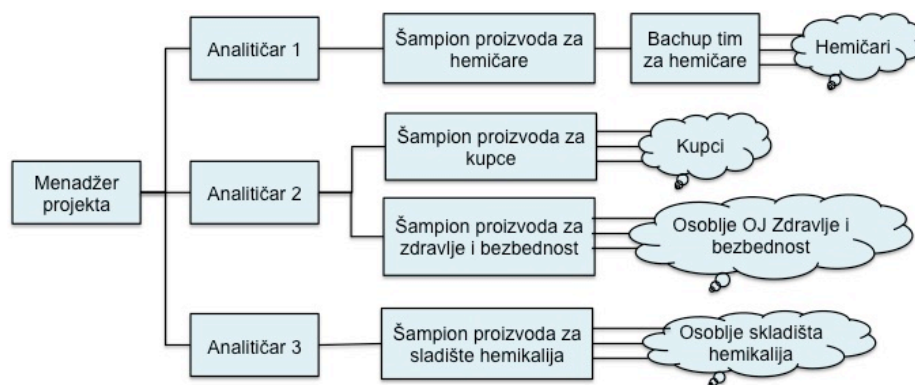 Analitičar 1
Šampion proizvoda za
hemičare
Bachup tim
za hemičare
Hemičari
Menadžer
projekta
Analitičar 2
Šampion proizvoda za
kupce
Kupci
Šampion proizvoda za
zdravlje i bezbednost
Osoblje OJ Zdravlje i
bezbednost
Analitičar 3
Šampion proizvoda za
sladište hemikalija
Osoblje skladišta
hemikalija